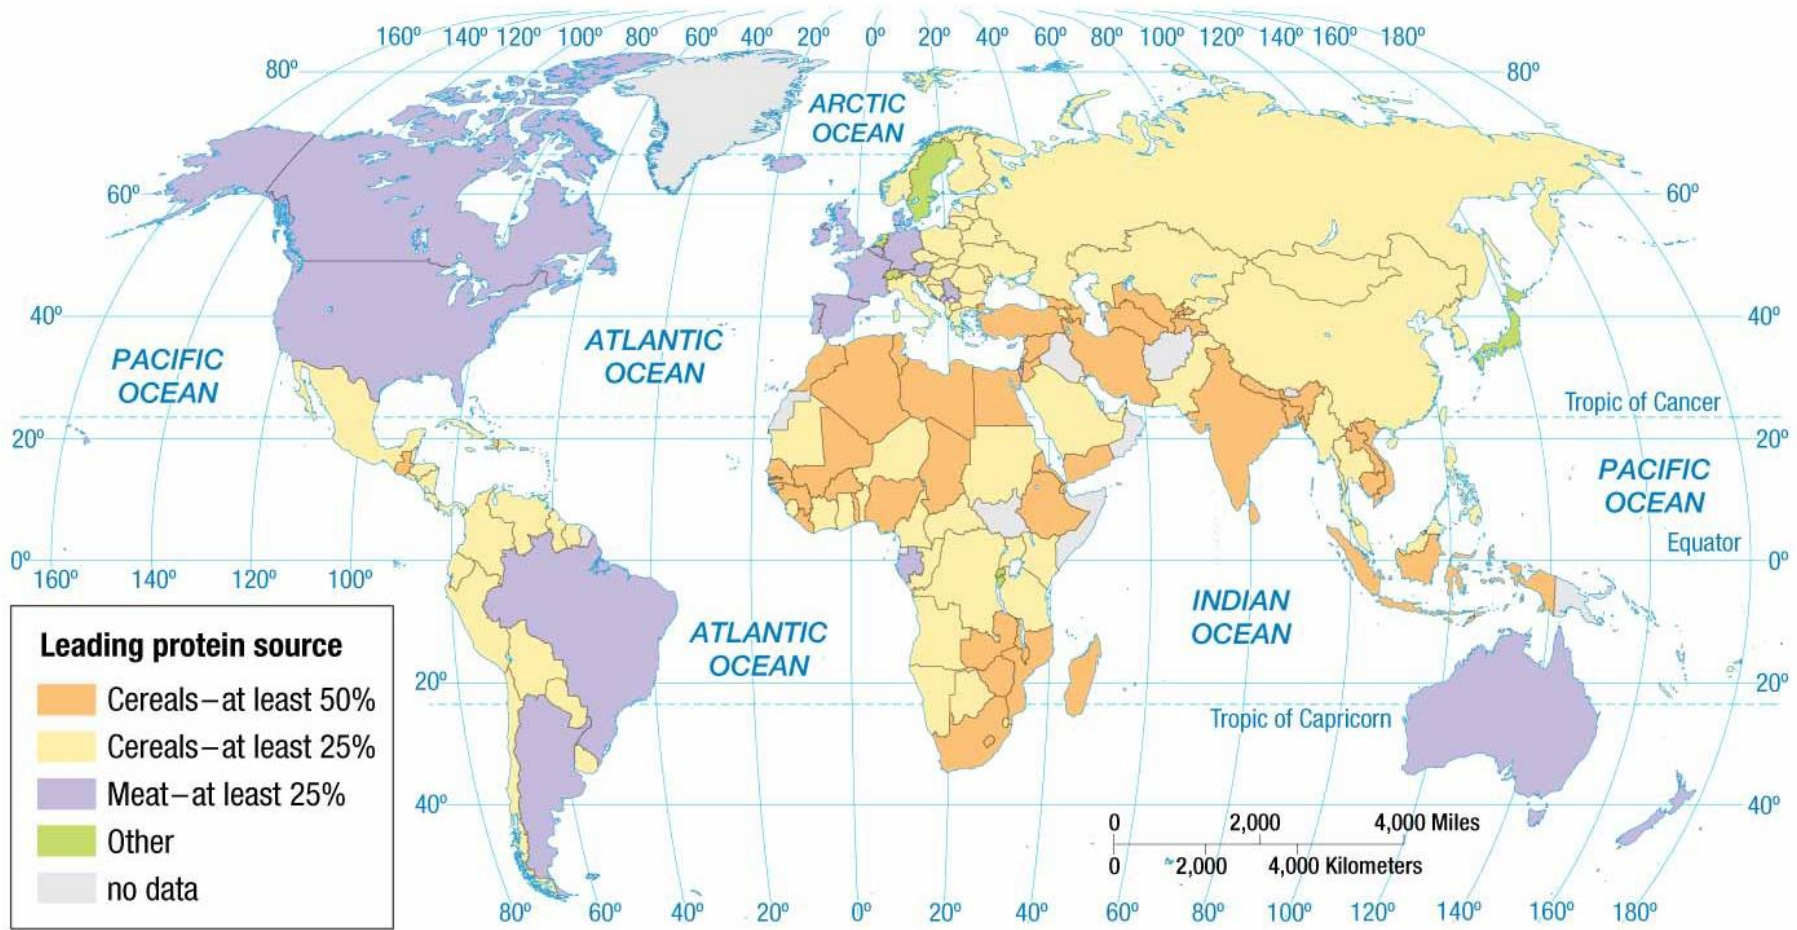 160º 140º 120º 100º 80º 60º 40º 20º 0º 20º 40º 60º 80º 100º 120º 140º 160º 180º
80º 80º
ARCTIC
OCEAN
60º 60º
40º 40º
ATLANTIC
OCEAN
PACIFIC
OCEAN
Tropic of Cancer
20º 20º
PACIFIC
OCEAN
Equator
0º 0º
160º 140º 120º 100º
INDIAN
OCEAN
ATLANTIC
OCEAN
20º 20º
Tropic of Capricorn
40º 40º
Leading protein source
Cereals–at least 50%
Cereals–at least 25%
Meat–at least 25%
Other
no data
0 2,000 4,000 Miles
0 2,000 4,000 Kilometers
80º 60º 40º 20º 0º 20º 40º 60º 80º 100º 120º 140º 160º 180º